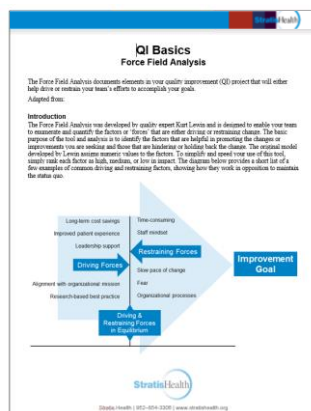 StratisHealth
QI Basics
Force Field Analysis
The Force Field Analysis documents elements in your quality improvement (QI) project that will either
help drive or restrain your team's efforts to accomplish your goals.
Adapted from:
Introduction
The Force Field Analysis was developed by quality expert Kurt Lewin and is designed to enable your team
to enumerate and quantify the factors or 'forces' that are either driving or restraining change. The basic
purpose of the tool and analysis is to identify the factors that are helpful in promoting the changes or
improvements you are seeking and those that are hindering or holding back the change. The original model
developed by Lewin assigns numeric values to the factors. To simplify and speed your use of this tool,
simply rank each factor as high, medium, or low in impact. The diagram below provides a short list of a
few examples of common driving and restraining factors, showing how they work in opposition to maintain
the status quo.
Long-term cost savings
Improved patient experience
Leadership support
Driving Forces
Alignment with organizational mission
Research-based best practice
Time-consuming
Staff mindset
Restraining Forces
Slow pace of change
Fear
Organizational processes
Improvement
Goal
Driving &
Restraining Forces
in Equilibrium
StratisHealth
Stratis Health | 952-854-3306 | www.stratishealth.org